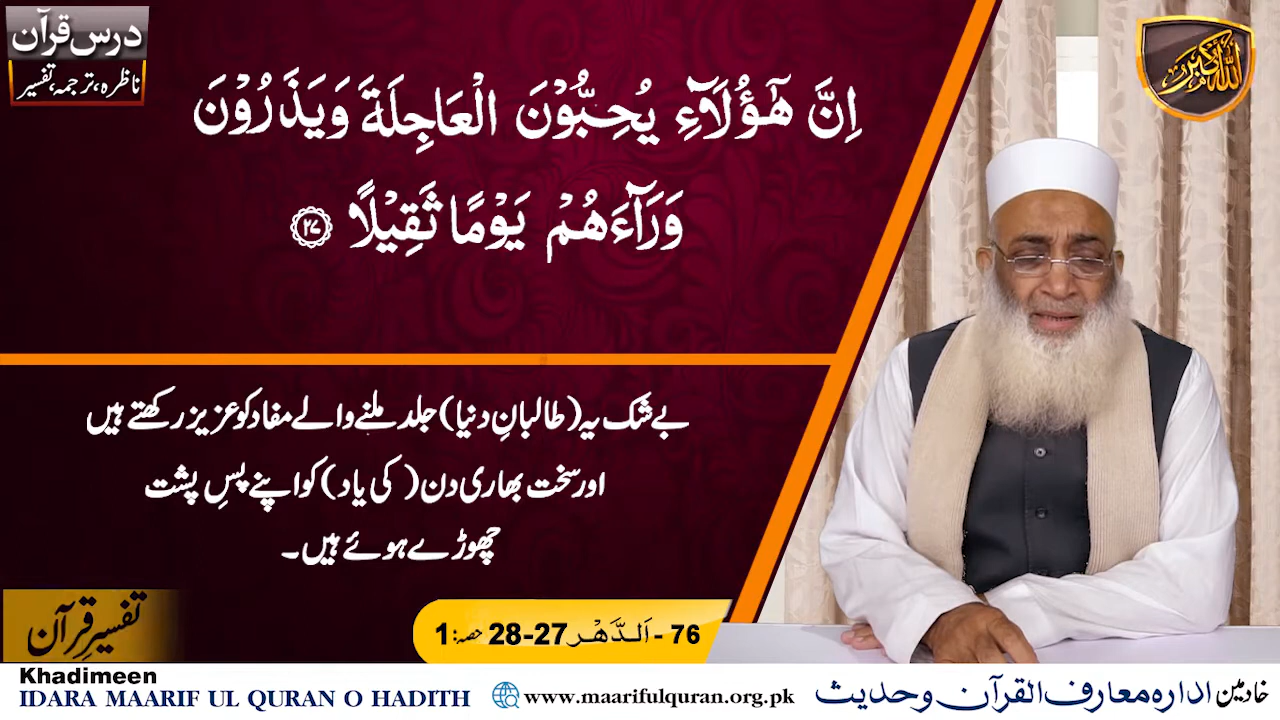 درس قرآن
ناظرہ، ترجمہ، تفسیر
اللہ اکبر
اِنَّ هٰٓؤُلَآءِ يُحِبُّوْنَ الْعَاجِلَةَ وَيَذَرُوْنَ
وَرَآءَهُمْ يَوْمًا ثَقِيْلًا ۲۷
بے شک یہ (طالبانِ دنیا) جلد ملنے والے مفاد کو عزیز رکھتے ہیں
اور سخت بھاری دن ( کی یاد) کو اپنے پسِ پشت
چھوڑے ہوئے ہیں۔
تفسیرِ قرآن
76 - اَلدَّهْر 27-28 حصہ: 1
Khadimeen
IDARA MAARIF UL QURAN O HADITH
www.maarifulquran.org.pk
خادمین ادارہ معارف القرآن و حدیث